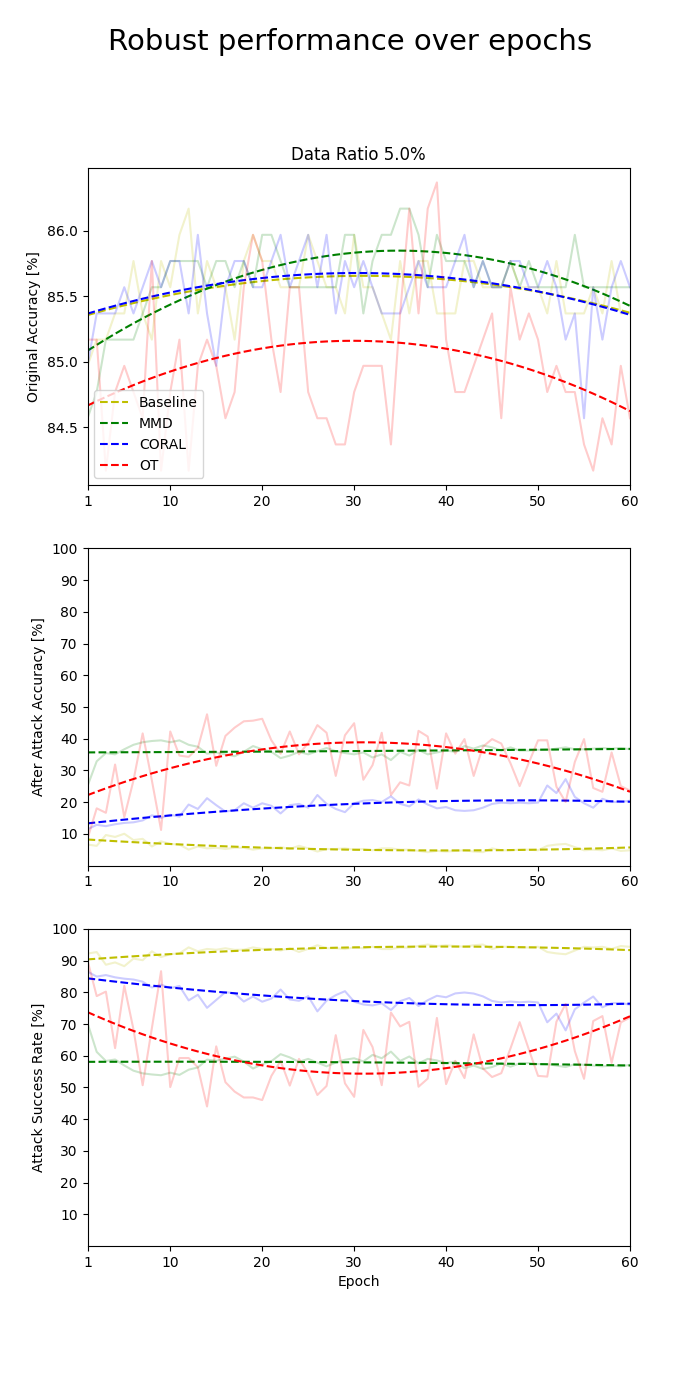 Robust performance over epochs
Data Ratio 5.0%
Original Accuracy [%]
86.0
85.5
85.0
84.5
Baseline
MMD
CORAL
OT
1 10 20 30 40 50 60
After Attack Accuracy [%]
100
90
80
70
60
50
40
30
20
10
1 10 20 30 40 50 60
Attack Success Rate [%]
100
90
80
70
60
50
40
30
20
10
1 10 20 30 40 50 60
Epoch